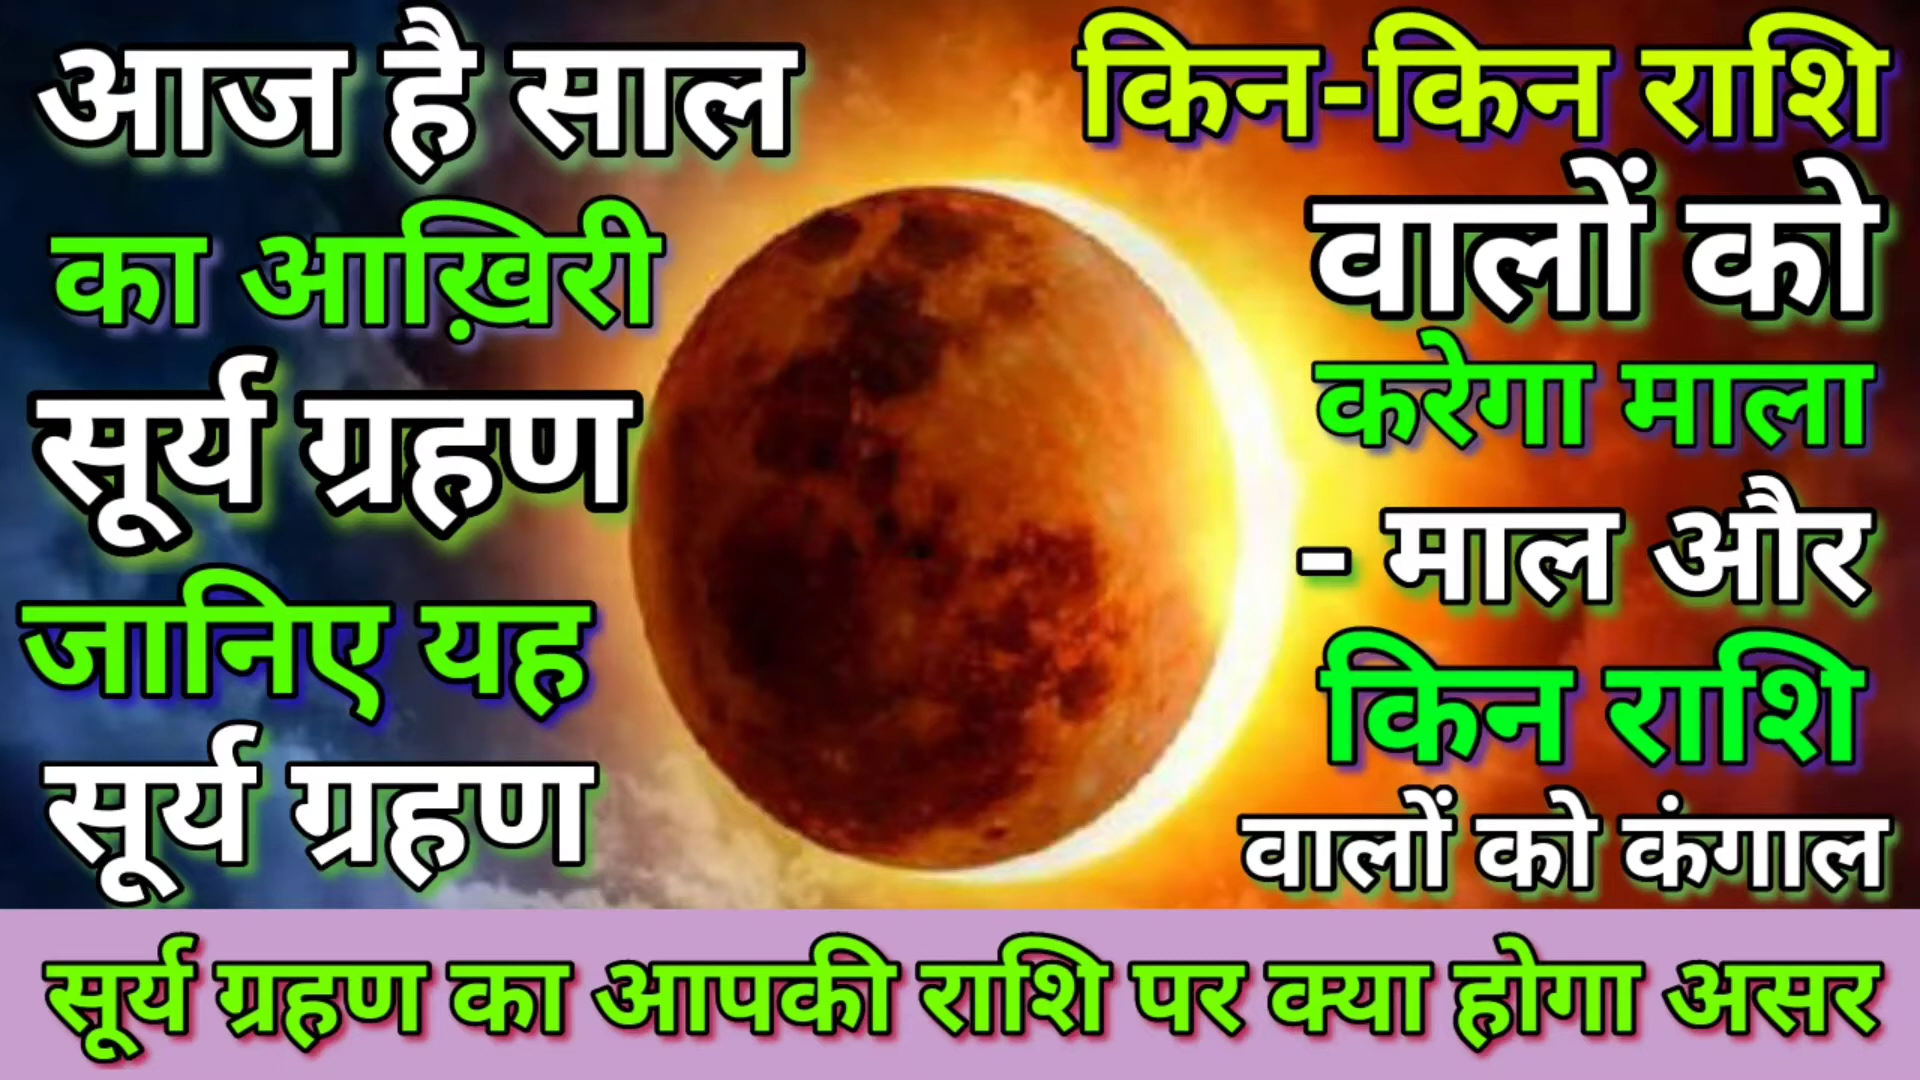 आज है साल
का आख़िरी
सूर्य ग्रहण
जानिए यह
सूर्य ग्रहण
किन-किन राशि
वालों को
करेगा माला
- माल और
किन राशि
वालों को कंगाल
सूर्य ग्रहण का आपकी राशि पर क्या होगा असर